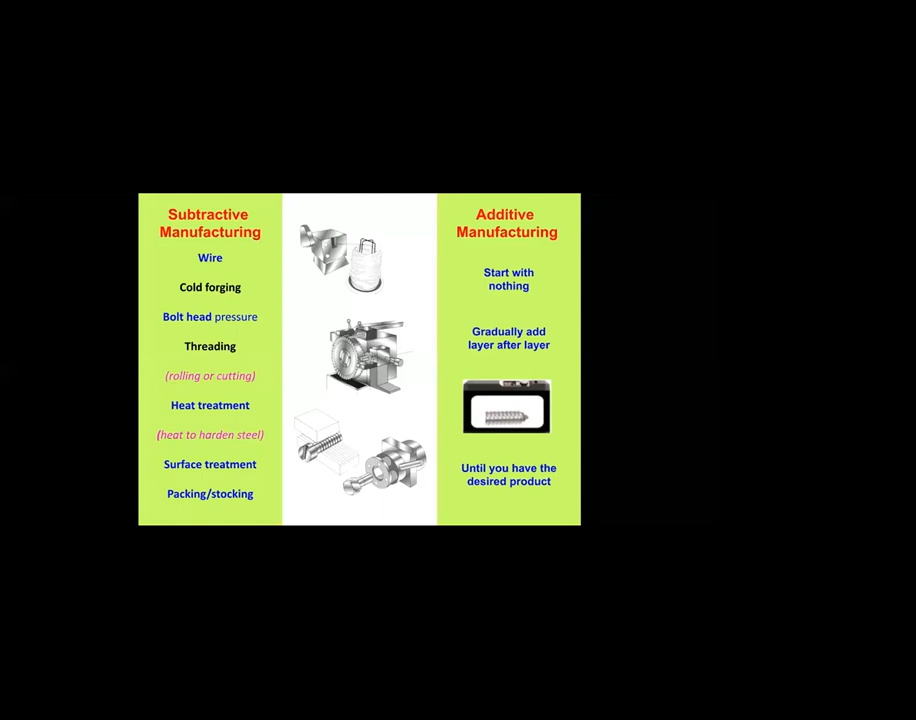 Subtractive
Manufacturing
Wire
Cold forging
Bolt head pressure
Threading
(rolling or cutting)
Heat treatment
(heat to harden steel)
Surface treatment
Packing/stocking
Additive
Manufacturing
Start with
nothing
Gradually add
layer after layer
Until you have the
desired product